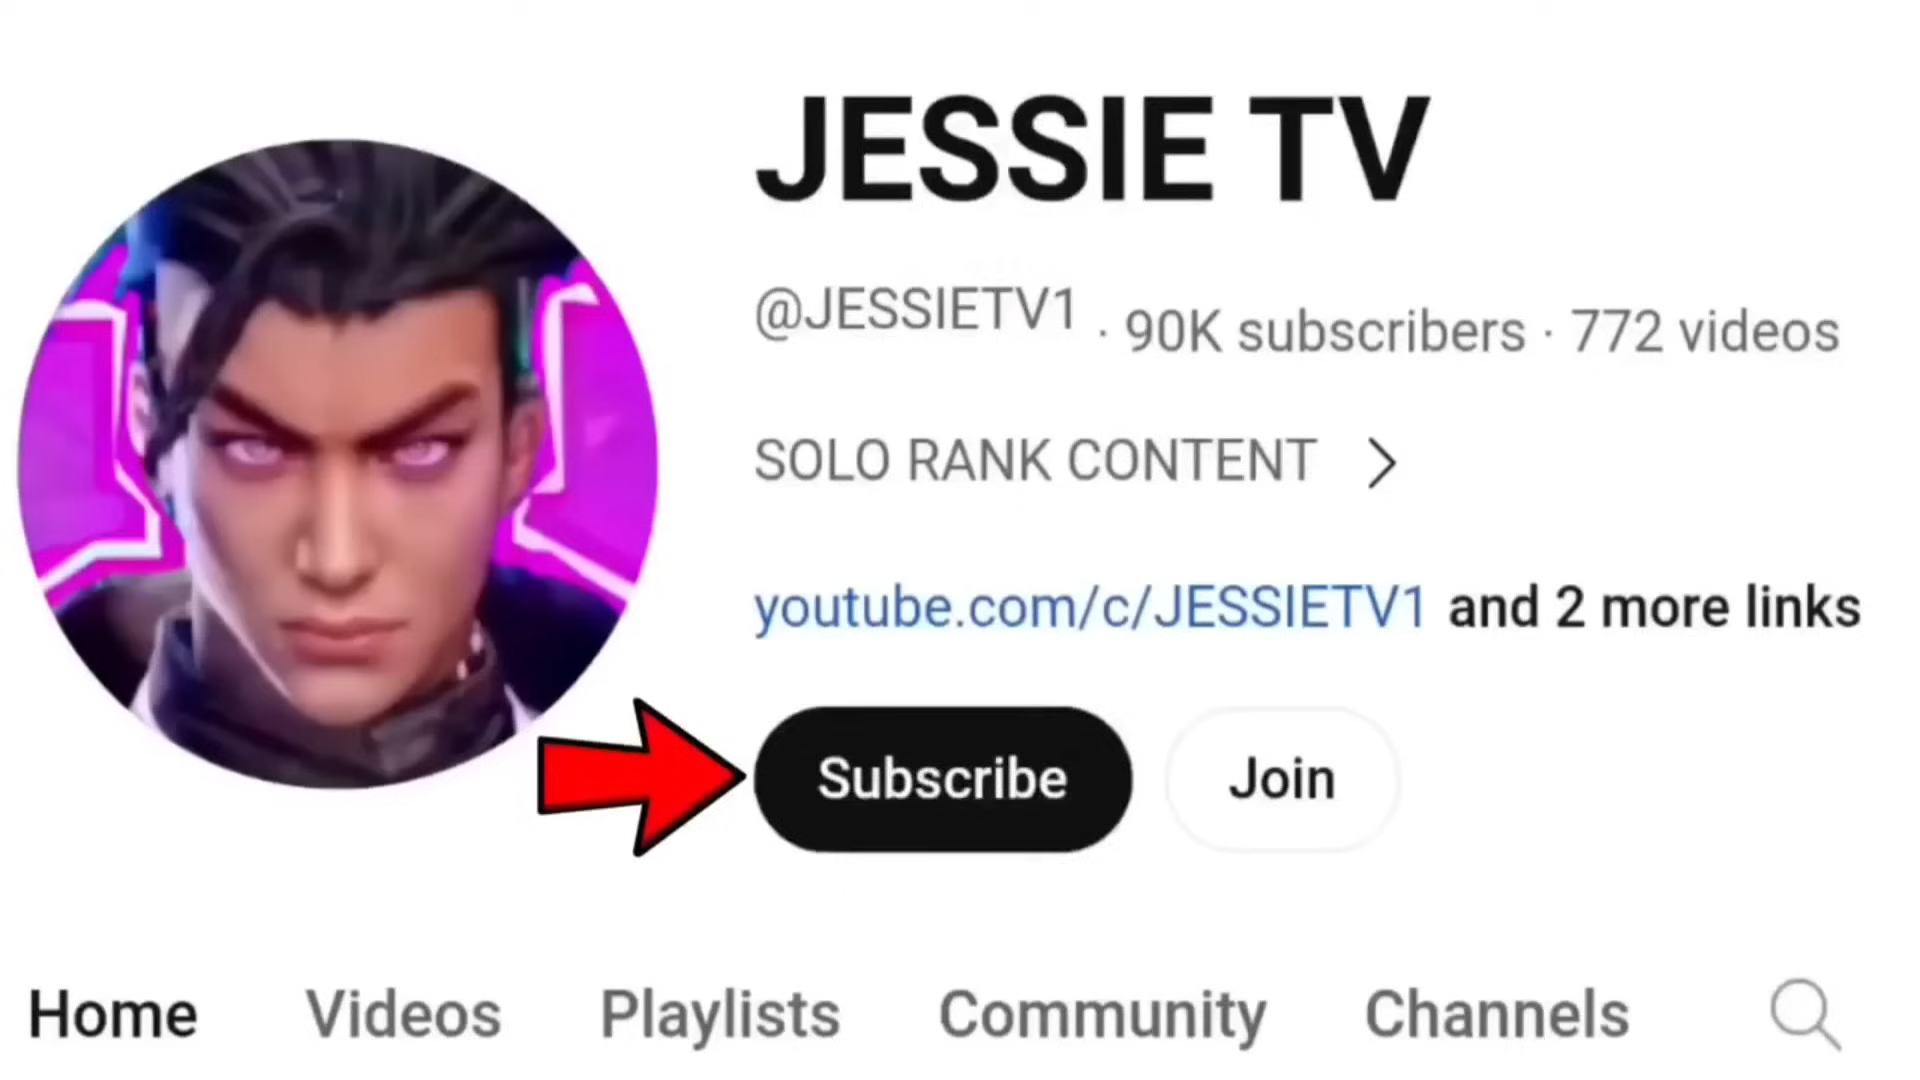 JESSIE TV
@JESSIETV1 · 90K subscribers · 772 videos
SOLO RANK CONTENT
youtube.com/c/JESSIETV1 and 2 more links
Subscribe Join
Home Videos Playlists Community Channels